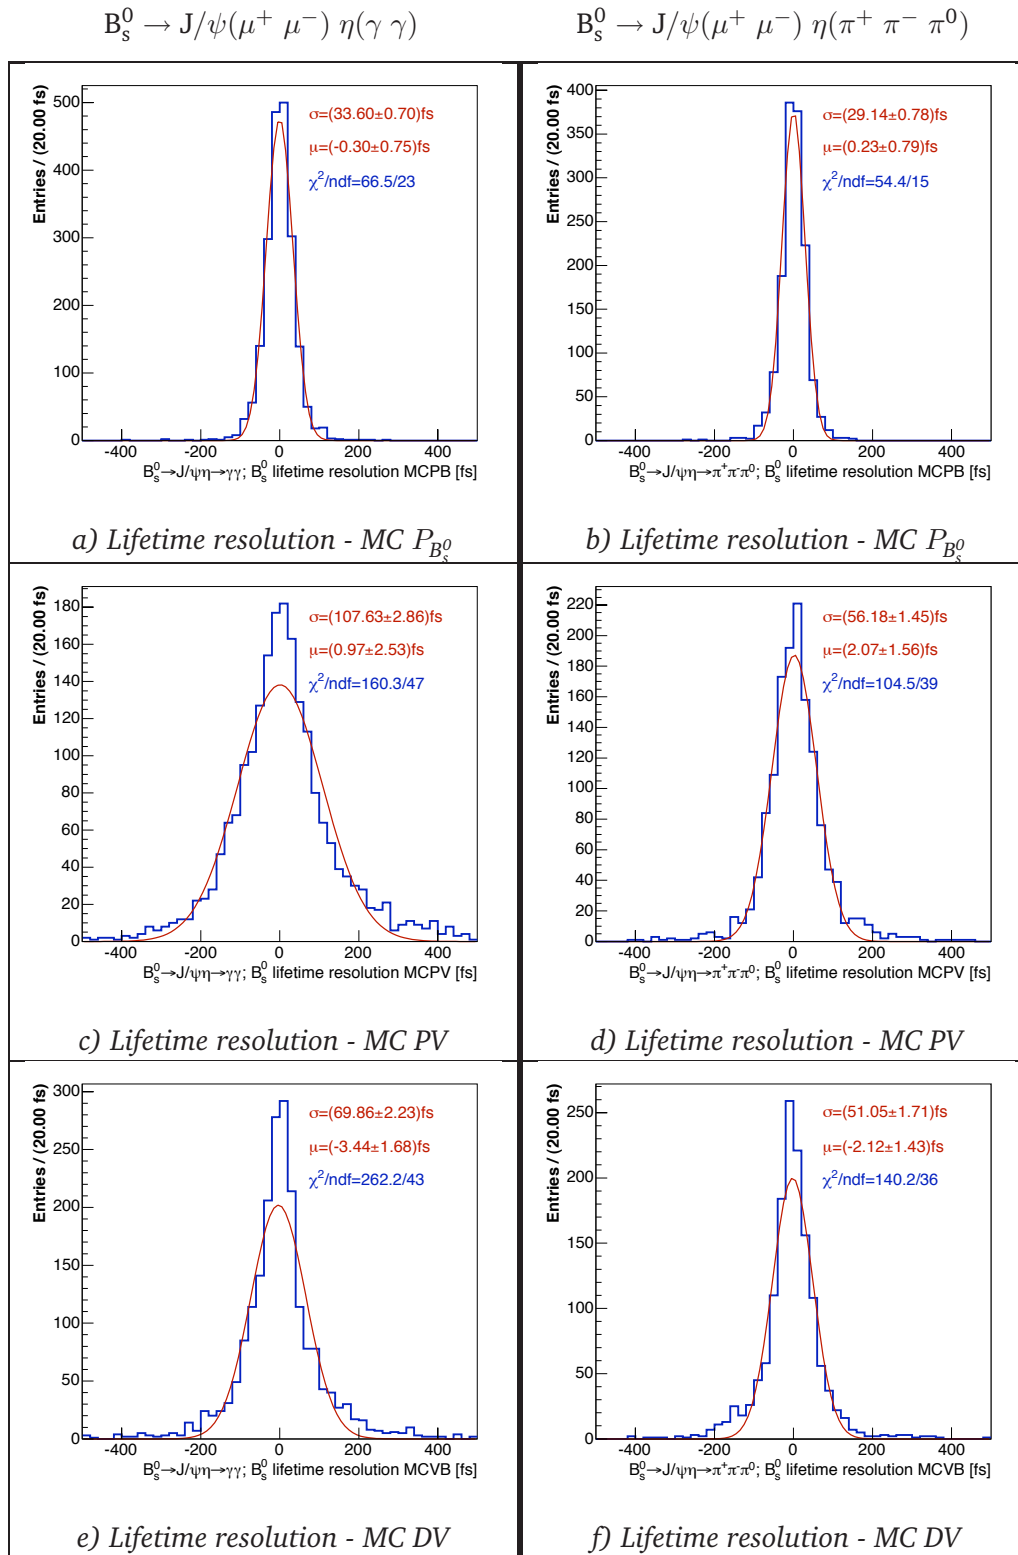 B⁰ₛ → J/ψ(μ⁺ μ⁻) η(γ γ)
B⁰ₛ → J/ψ(μ⁺ μ⁻) η(π⁺ π⁻ π⁰)
Entries / (20.00 fs)
500
400
300
200
100
0
σ=(33.60±0.70)fs
μ=(-0.30±0.75)fs
χ²/ndf=66.5/23
-400 -200 0 200 400
B⁰ₛ→J/ψη→γγ; B⁰ₛ lifetime resolution MCPB [fs]
a) Lifetime resolution - MC P_B⁰ₛ
Entries / (20.00 fs)
400
350
300
250
200
150
100
50
0
σ=(29.14±0.78)fs
μ=(0.23±0.79)fs
χ²/ndf=54.4/15
-400 -200 0 200 400
B⁰ₛ→J/ψη→π⁺π⁻π⁰; B⁰ₛ lifetime resolution MCPB [fs]
b) Lifetime resolution - MC P_B⁰ₛ
Entries / (20.00 fs)
180
160
140
120
100
80
60
40
20
0
σ=(107.63±2.86)fs
μ=(0.97±2.53)fs
χ²/ndf=160.3/47
-400 -200 0 200 400
B⁰ₛ→J/ψη→γγ; B⁰ₛ lifetime resolution MCPV [fs]
c) Lifetime resolution - MC PV
Entries / (20.00 fs)
220
200
180
160
140
120
100
80
60
40
20
0
σ=(56.18±1.45)fs
μ=(2.07±1.56)fs
χ²/ndf=104.5/39
-400 -200 0 200 400
B⁰ₛ→J/ψη→π⁺π⁻π⁰; B⁰ₛ lifetime resolution MCPV [fs]
d) Lifetime resolution - MC PV
Entries / (20.00 fs)
300
250
200
150
100
50
0
σ=(69.86±2.23)fs
μ=(-3.44±1.68)fs
χ²/ndf=262.2/43
-400 -200 0 200 400
B⁰ₛ→J/ψη→γγ; B⁰ₛ lifetime resolution MCVB [fs]
e) Lifetime resolution - MC DV
Entries / (20.00 fs)
250
200
150
100
50
0
σ=(51.05±1.71)fs
μ=(-2.12±1.43)fs
χ²/ndf=140.2/36
-400 -200 0 200 400
B⁰ₛ→J/ψη→π⁺π⁻π⁰; B⁰ₛ lifetime resolution MCVB [fs]
f) Lifetime resolution - MC DV